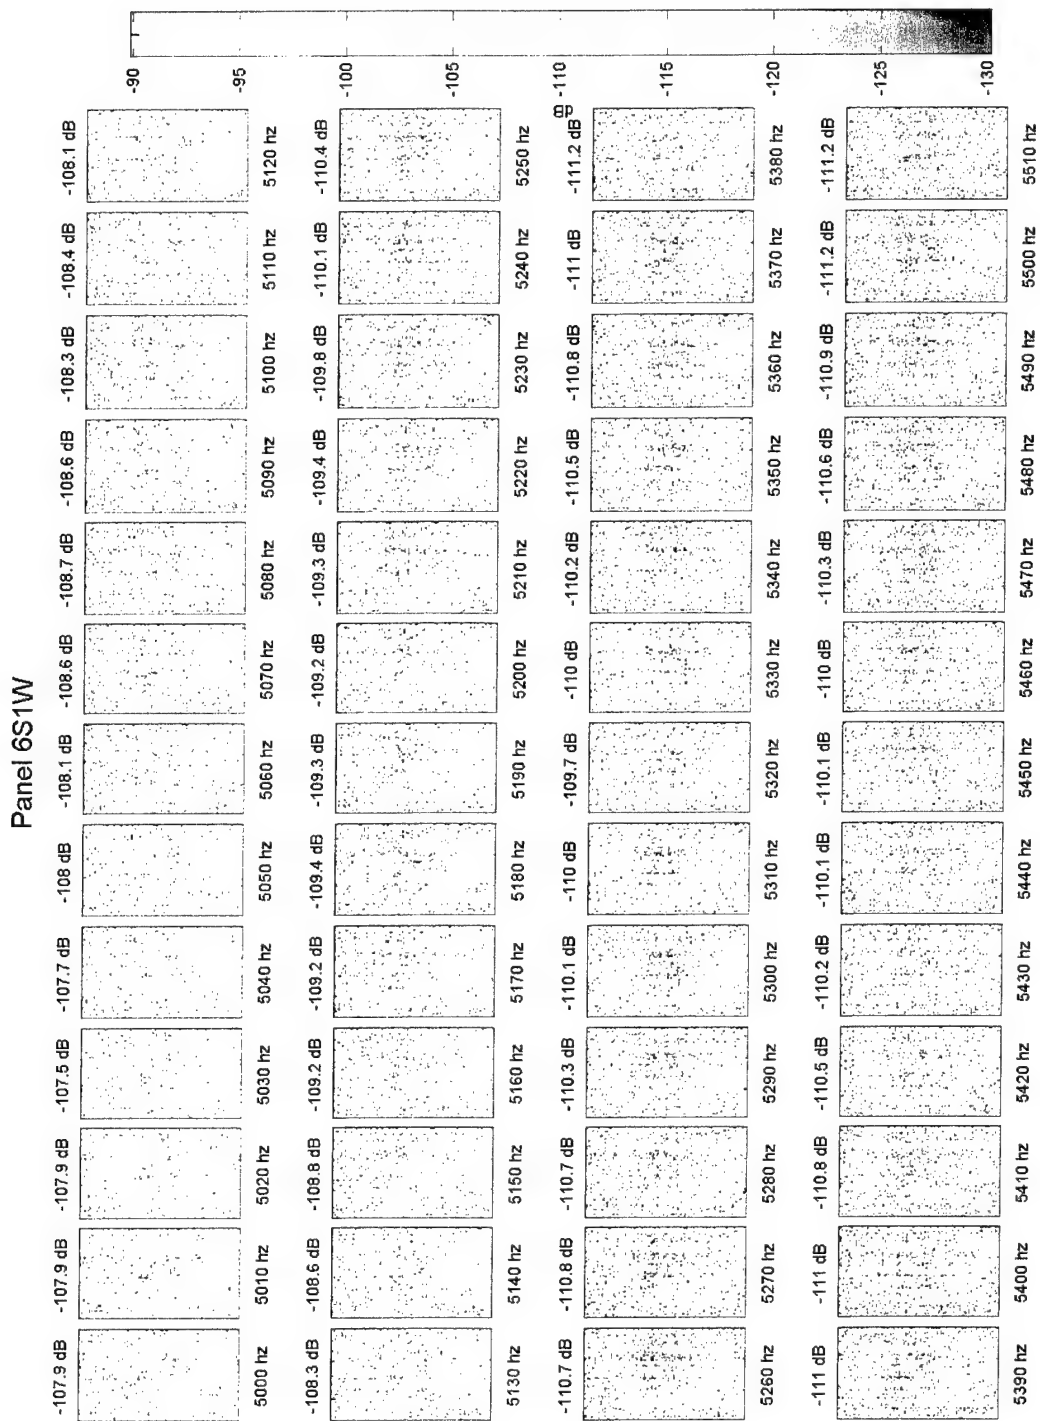 Panel 6S1W
-107.9 dB -107.9 dB -107.9 dB -107.5 dB -107.7 dB -108 dB -108.1 dB -108.6 dB -108.7 dB -108.6 dB -108.3 dB -108.4 dB -108.1 dB
5000 hz 5010 hz 5020 hz 5030 hz 5040 hz 5050 hz 5060 hz 5070 hz 5080 hz 5090 hz 5100 hz 5110 hz 5120 hz
-108.3 dB -108.6 dB -108.8 dB -109.2 dB -109.2 dB -109.4 dB -109.3 dB -109.2 dB -109.3 dB -109.4 dB -109.8 dB -110.1 dB -110.4 dB
5130 hz 5140 hz 5150 hz 5160 hz 5170 hz 5180 hz 5190 hz 5200 hz 5210 hz 5220 hz 5230 hz 5240 hz 5250 hz
-110.7 dB -110.8 dB -110.7 dB -110.3 dB -110.1 dB -110 dB -109.7 dB -110 dB -110.2 dB -110.5 dB -110.8 dB -111 dB -111.2 dB
5260 hz 5270 hz 5280 hz 5290 hz 5300 hz 5310 hz 5320 hz 5330 hz 5340 hz 5350 hz 5360 hz 5370 hz 5380 hz
-111 dB -111 dB -110.8 dB -110.5 dB -110.2 dB -110.1 dB -110.1 dB -110 dB -110.3 dB -110.6 dB -110.9 dB -111.2 dB -111.2 dB
5390 hz 5400 hz 5410 hz 5420 hz 5430 hz 5440 hz 5450 hz 5460 hz 5470 hz 5480 hz 5490 hz 5500 hz 5510 hz
-90
-95
-100
-105
-110
-115
-120
-125
-130
dB